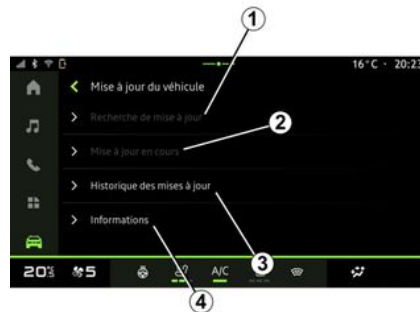 1
16°C · 20:23
Mise à jour du véhicule
Recherche de mise à jour
2
Mise à jour en cours
Historique des mises à jour
Informations
3
20
5
A/C
4